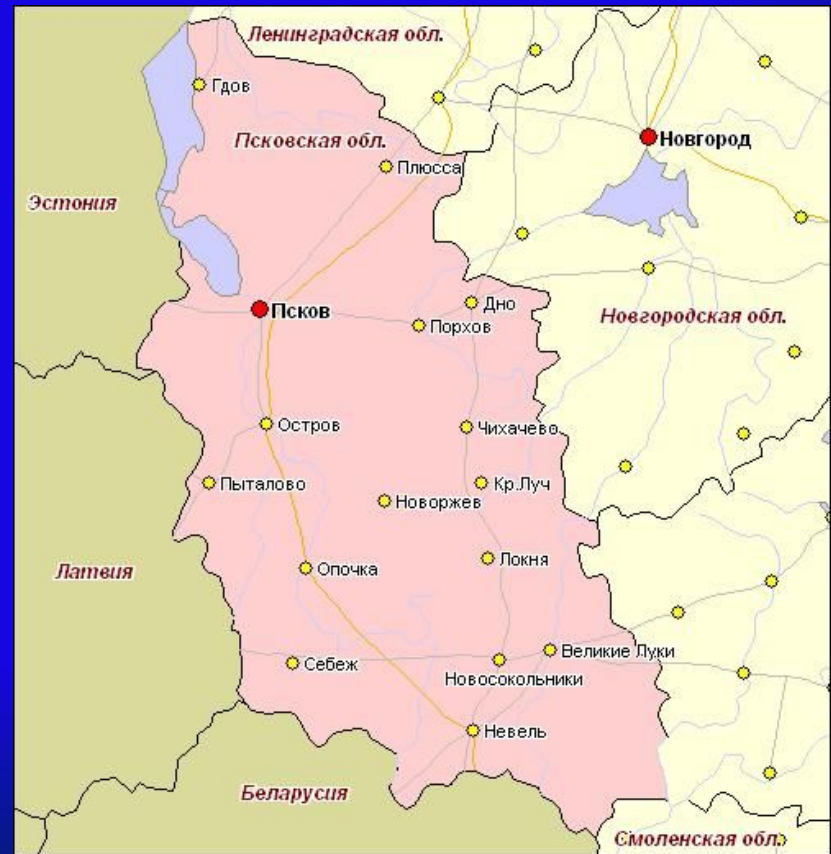 Ленинградская обл.
Гдов
Псковская обл.
Новгород
Плюсса
Эстония
Дно
Псков
Порхов
Новгородская обл.
Остров
Чихачево
Пыталово
Кр.Луч
Новоржев
Латвия
Опочка
Локня
Себеж
Великие Луки
Новосокольники
Невель
Беларусия
Смоленская обл.